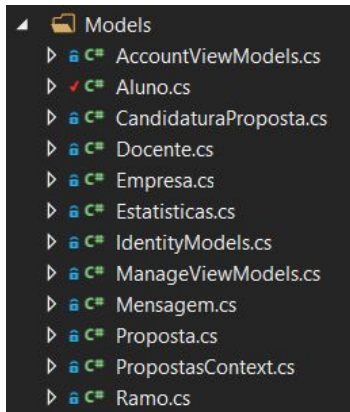 Models
C# AccountViewModels.cs
C# Aluno.cs
C# CandidaturaProposta.cs
C# Docente.cs
C# Empresa.cs
C# Estatisticas.cs
C# IdentityModels.cs
C# ManageViewModels.cs
C# Mensagem.cs
C# Proposta.cs
C# PropostasContext.cs
C# Ramo.cs